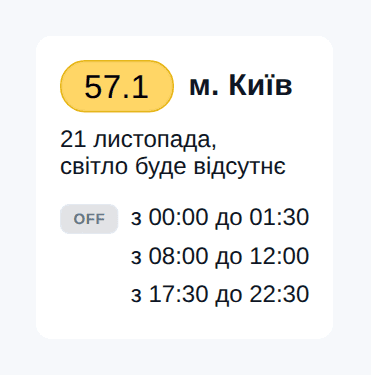 57.1 м. Київ
21 листопада,
світло буде відсутнє
OFF з 00:00 до 01:30
з 08:00 до 12:00
з 17:30 до 22:30